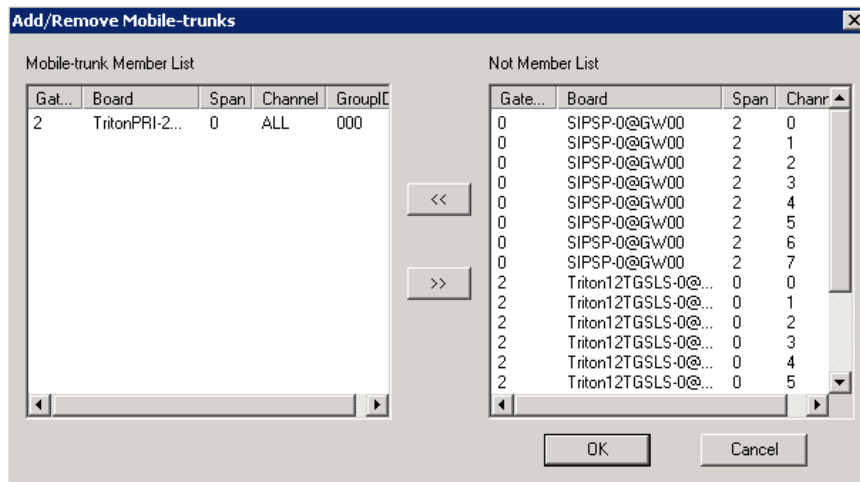 Add/Remove Mobile-trunks
Mobile-trunk Member List
Gat... Board Span Channel GroupID
2 TritonPRI-2... 0 ALL 000
<<
>>
Not Member List
Gate... Board Span Chanr
0 SIPSP-0@GW00 2 0
0 SIPSP-0@GW00 2 1
0 SIPSP-0@GW00 2 2
0 SIPSP-0@GW00 2 3
0 SIPSP-0@GW00 2 4
0 SIPSP-0@GW00 2 5
0 SIPSP-0@GW00 2 6
0 SIPSP-0@GW00 2 7
2 Triton12TGSLS-0@... 0 0
2 Triton12TGSLS-0@... 0 1
2 Triton12TGSLS-0@... 0 2
2 Triton12TGSLS-0@... 0 3
2 Triton12TGSLS-0@... 0 4
2 Triton12TGSLS-0@... 0 5
OK Cancel